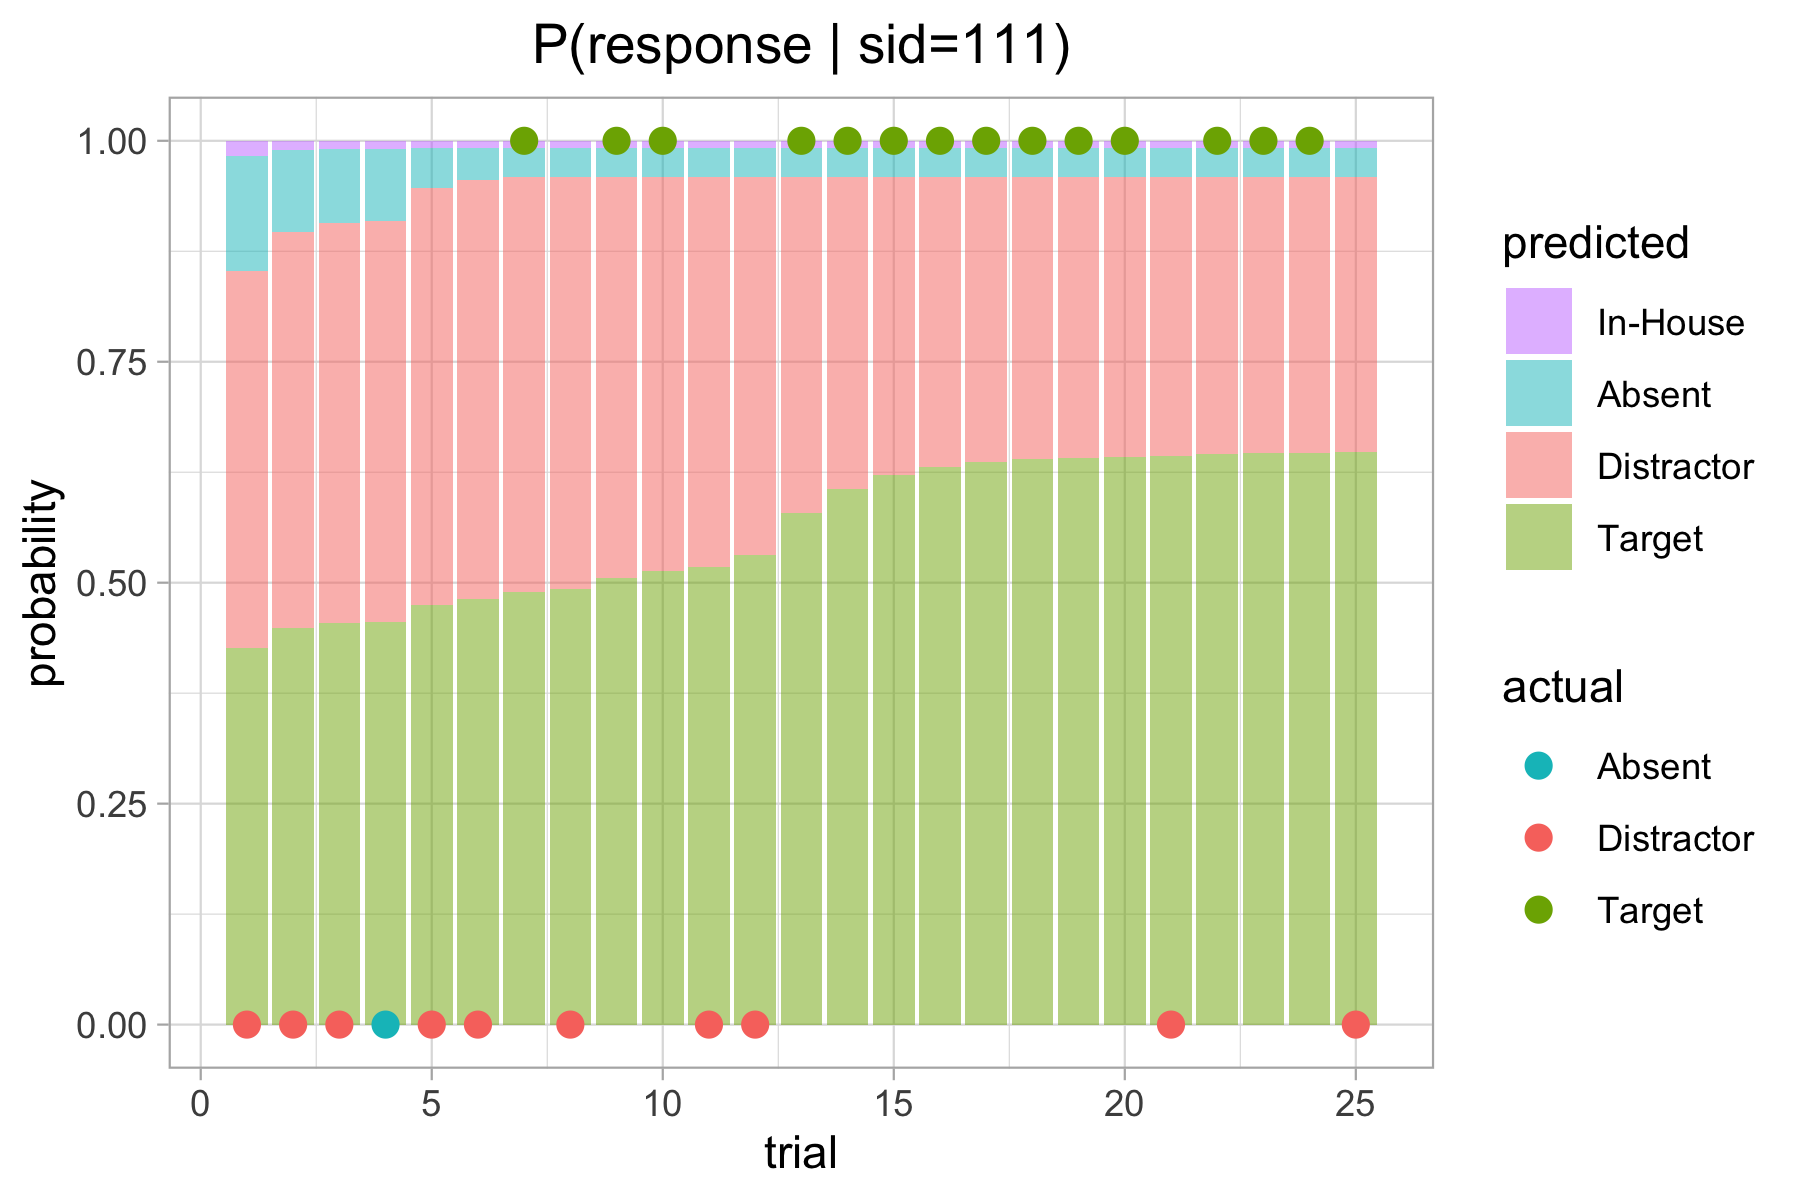 P(response | sid=111)
1.00
0.75
0.50
0.25
0.00
probability
0 5 10 15 20 25
trial
predicted
In-House
Absent
Distractor
Target
actual
Absent
Distractor
Target